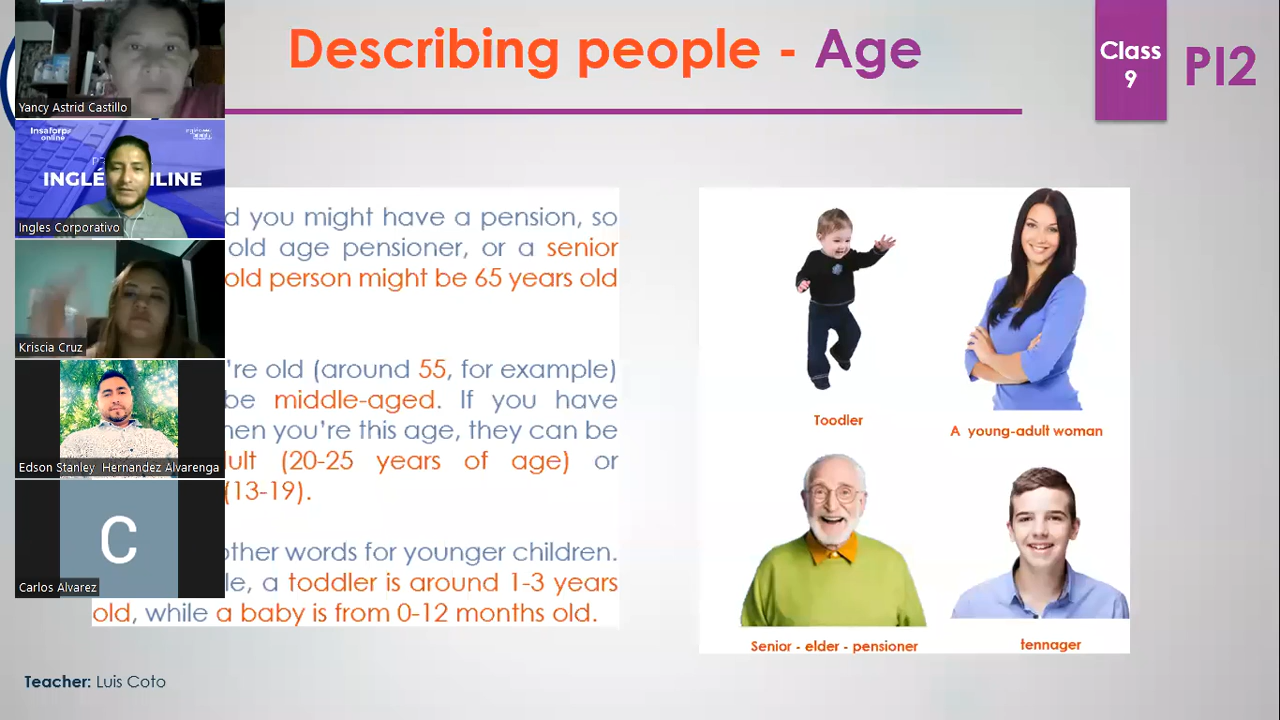 Describing people - Age
Class
9
PI2
Yancy Astrid Castillo
Insaforp
online
INGLÉ
LINE
Ingles Corporativo
Kriscia Cruz
Edson Stanley Hernandez Alvarenga
C
Carlos Alvarez
d you might have a pension, so
old age pensioner, or a senior
old person might be 65 years old
're old (around 55, for example)
be middle-aged. If you have
hen you're this age, they can be
ult (20-25 years of age) or
(13-19).
other words for younger children.
le, a toddler is around 1-3 years
old, while a baby is from 0-12 months old.
Toodler
A young-adult woman
Senior - elder - pensioner
tennager
Teacher: Luis Coto